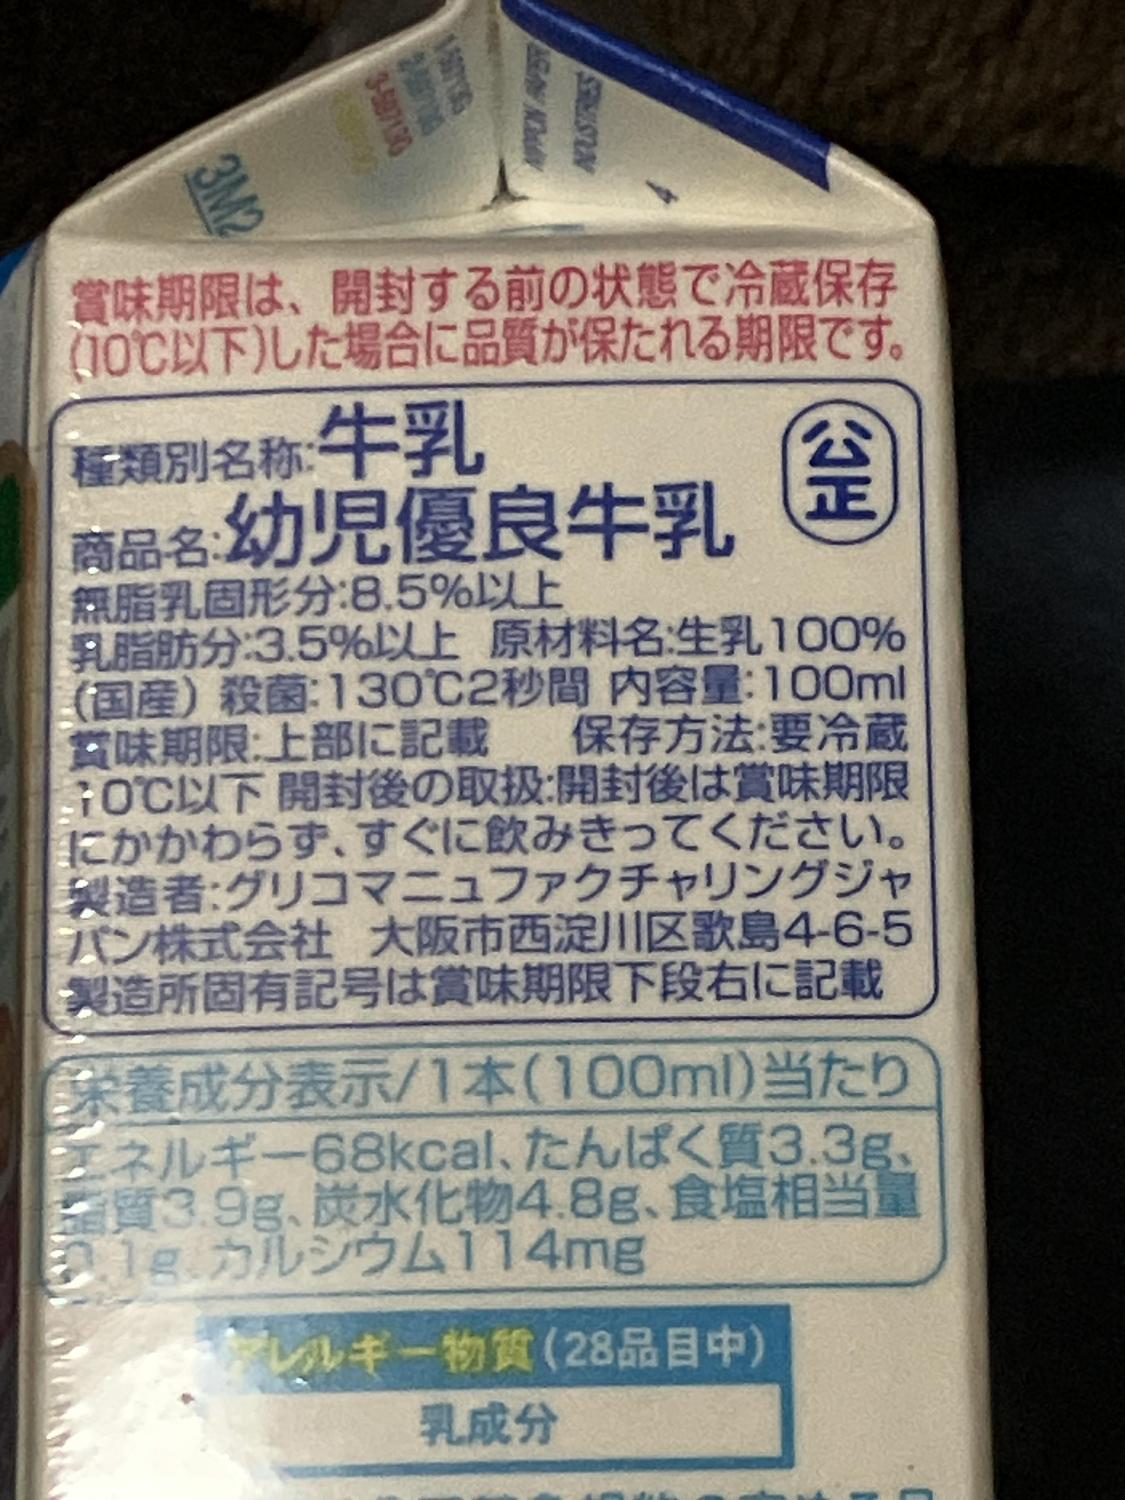 3M2
賞味期限は、開封する前の状態で冷蔵保存
(10℃以下)した場合に品質が保たれる期限です。
種類別名称:牛乳
公正
商品名:幼児優良牛乳
無脂乳固形分:8.5%以上
乳脂肪分:3.5%以上 原材料名:生乳100%
(国産) 殺菌:130℃2秒間 内容量:100ml
賞味期限:上部に記載 保存方法:要冷蔵
10℃以下 開封後の取扱:開封後は賞味期限
にかかわらず、すぐに飲みきってください。
製造者:グリコマニュファクチャリングジャ
パン株式会社 大阪市西淀川区歌島4-6-5
製造所固有記号は賞味期限下段右に記載
栄養成分表示/1本(100ml)当たり
エネルギー68kcal、たんぱく質3.3g、
脂質3.9g、炭水化物4.8g、食塩相当量
0.1g、カルシウム114mg
アレルギー物質(28品目中)
乳成分